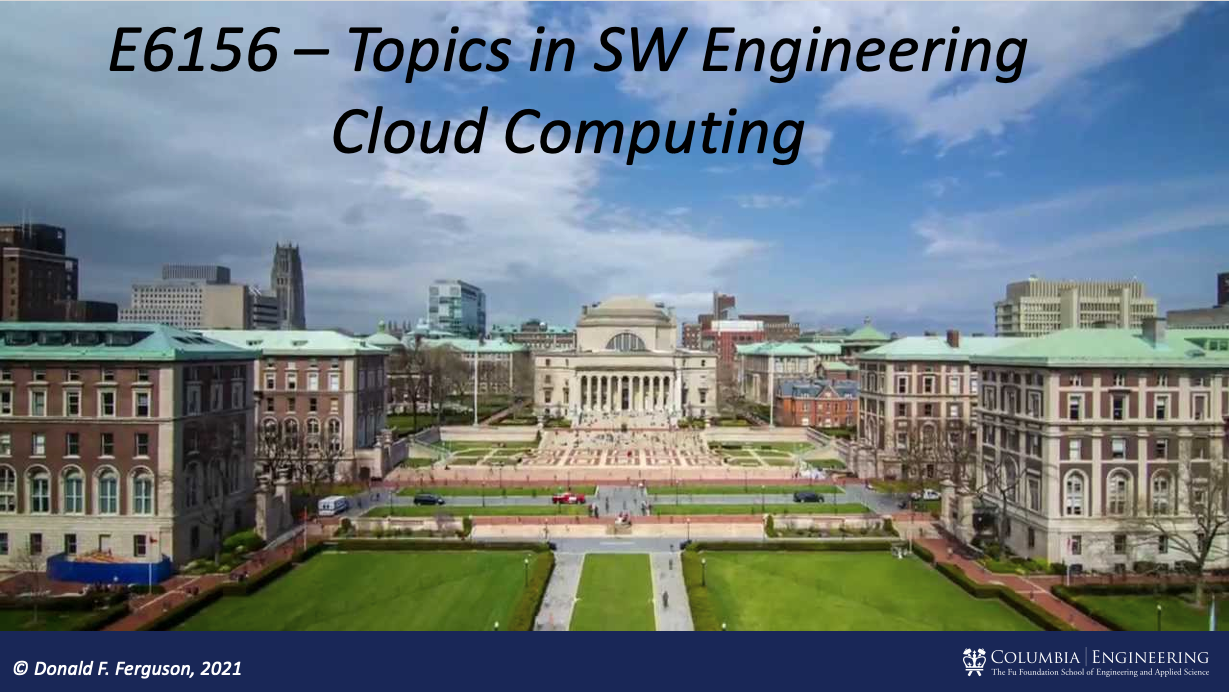 E6156 – Topics in SW Engineering
Cloud Computing
© Donald F. Ferguson, 2021
COLUMBIA | ENGINEERING
The Fu Foundation School of Engineering and Applied Science